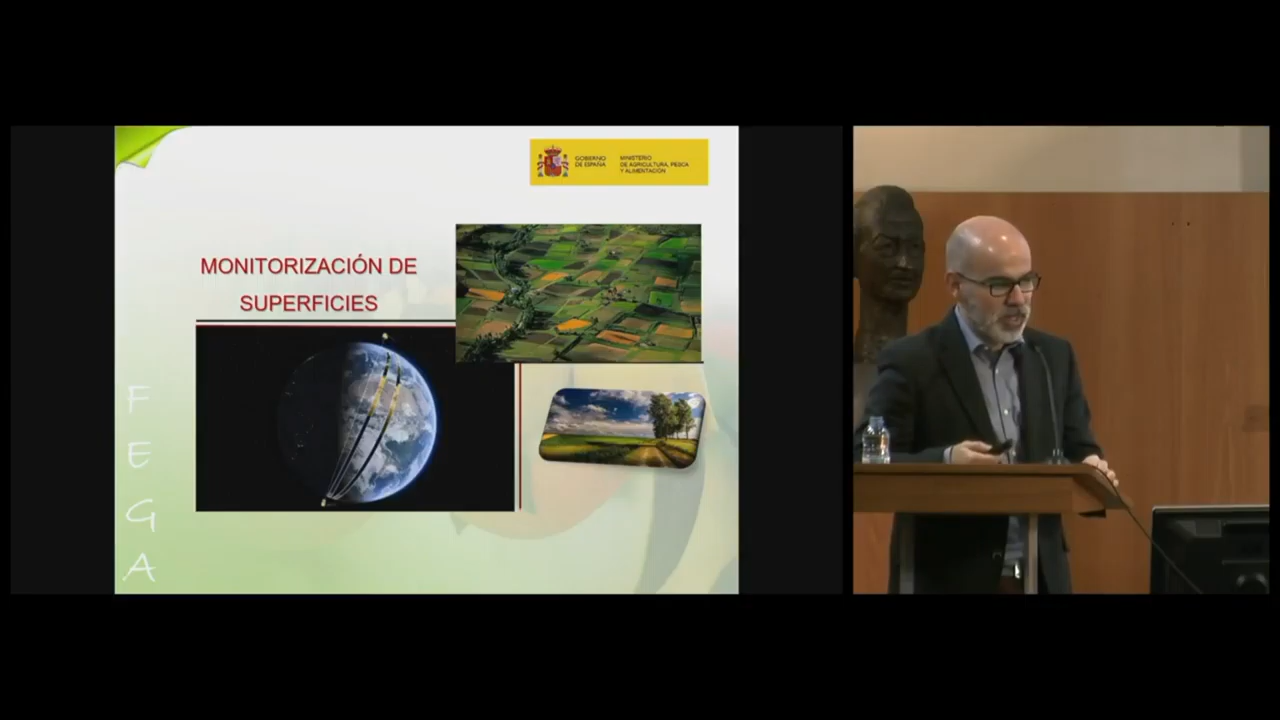 GOBIERNO
DE ESPAÑA
MINISTERIO
DE AGRICULTURA, PESCA
Y ALIMENTACIÓN
MONITORIZACIÓN DE
SUPERFICIES
F
E
G
A